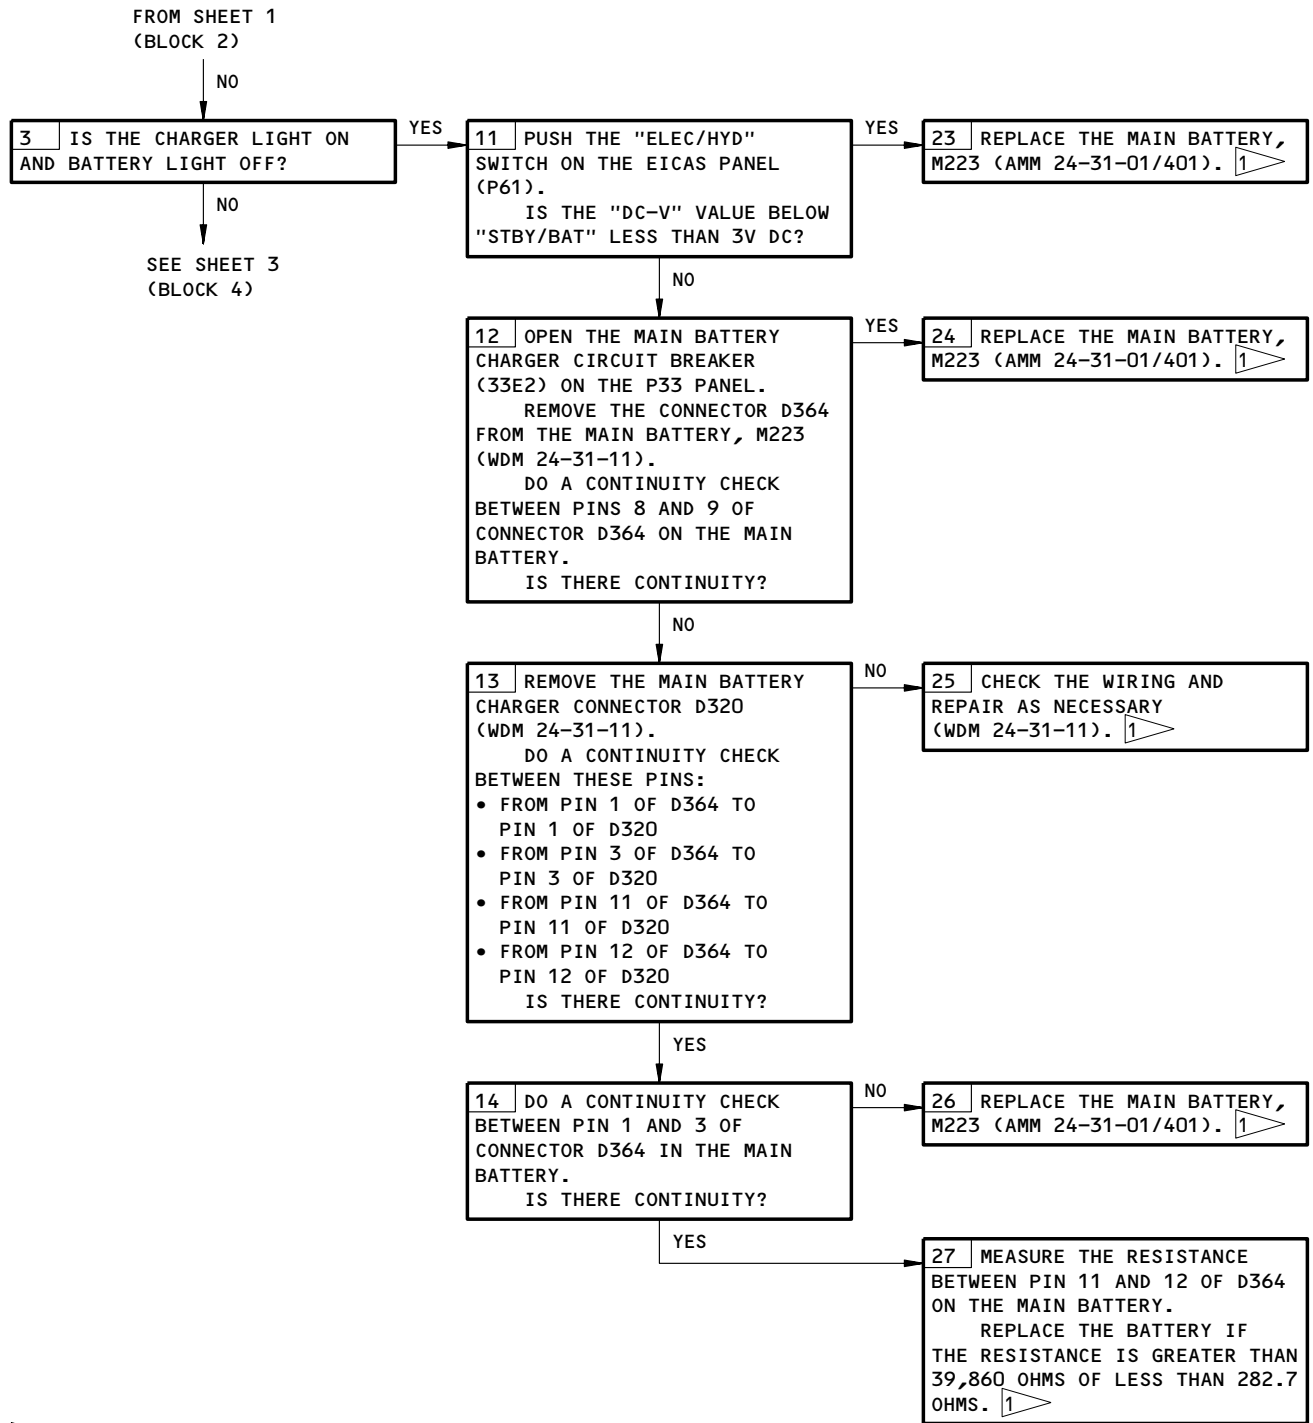 FROM SHEET 1
(BLOCK 2)
NO
3 IS THE CHARGER LIGHT ON
AND BATTERY LIGHT OFF?
YES
NO
SEE SHEET 3
(BLOCK 4)
11 PUSH THE "ELEC/HYD"
SWITCH ON THE EICAS PANEL
(P61).
IS THE "DC-V" VALUE BELOW
"STBY/BAT" LESS THAN 3V DC?
YES
23 REPLACE THE MAIN BATTERY,
M223 (AMM 24-31-01/401). 1
NO
12 OPEN THE MAIN BATTERY
CHARGER CIRCUIT BREAKER
(33E2) ON THE P33 PANEL.
REMOVE THE CONNECTOR D364
FROM THE MAIN BATTERY, M223
(WDM 24-31-11).
DO A CONTINUITY CHECK
BETWEEN PINS 8 AND 9 OF
CONNECTOR D364 ON THE MAIN
BATTERY.
IS THERE CONTINUITY?
YES
24 REPLACE THE MAIN BATTERY,
M223 (AMM 24-31-01/401). 1
NO
13 REMOVE THE MAIN BATTERY
CHARGER CONNECTOR D320
(WDM 24-31-11).
DO A CONTINUITY CHECK
BETWEEN THESE PINS:
• FROM PIN 1 OF D364 TO
PIN 1 OF D320
• FROM PIN 3 OF D364 TO
PIN 3 OF D320
• FROM PIN 11 OF D364 TO
PIN 11 OF D320
• FROM PIN 12 OF D364 TO
PIN 12 OF D320
IS THERE CONTINUITY?
NO
25 CHECK THE WIRING AND
REPAIR AS NECESSARY
(WDM 24-31-11). 1
YES
14 DO A CONTINUITY CHECK
BETWEEN PIN 1 AND 3 OF
CONNECTOR D364 IN THE MAIN
BATTERY.
IS THERE CONTINUITY?
NO
26 REPLACE THE MAIN BATTERY,
M223 (AMM 24-31-01/401). 1
YES
27 MEASURE THE RESISTANCE
BETWEEN PIN 11 AND 12 OF D364
ON THE MAIN BATTERY.
REPLACE THE BATTERY IF
THE RESISTANCE IS GREATER THAN
39,860 OHMS OF LESS THAN 282.7
OHMS. 1